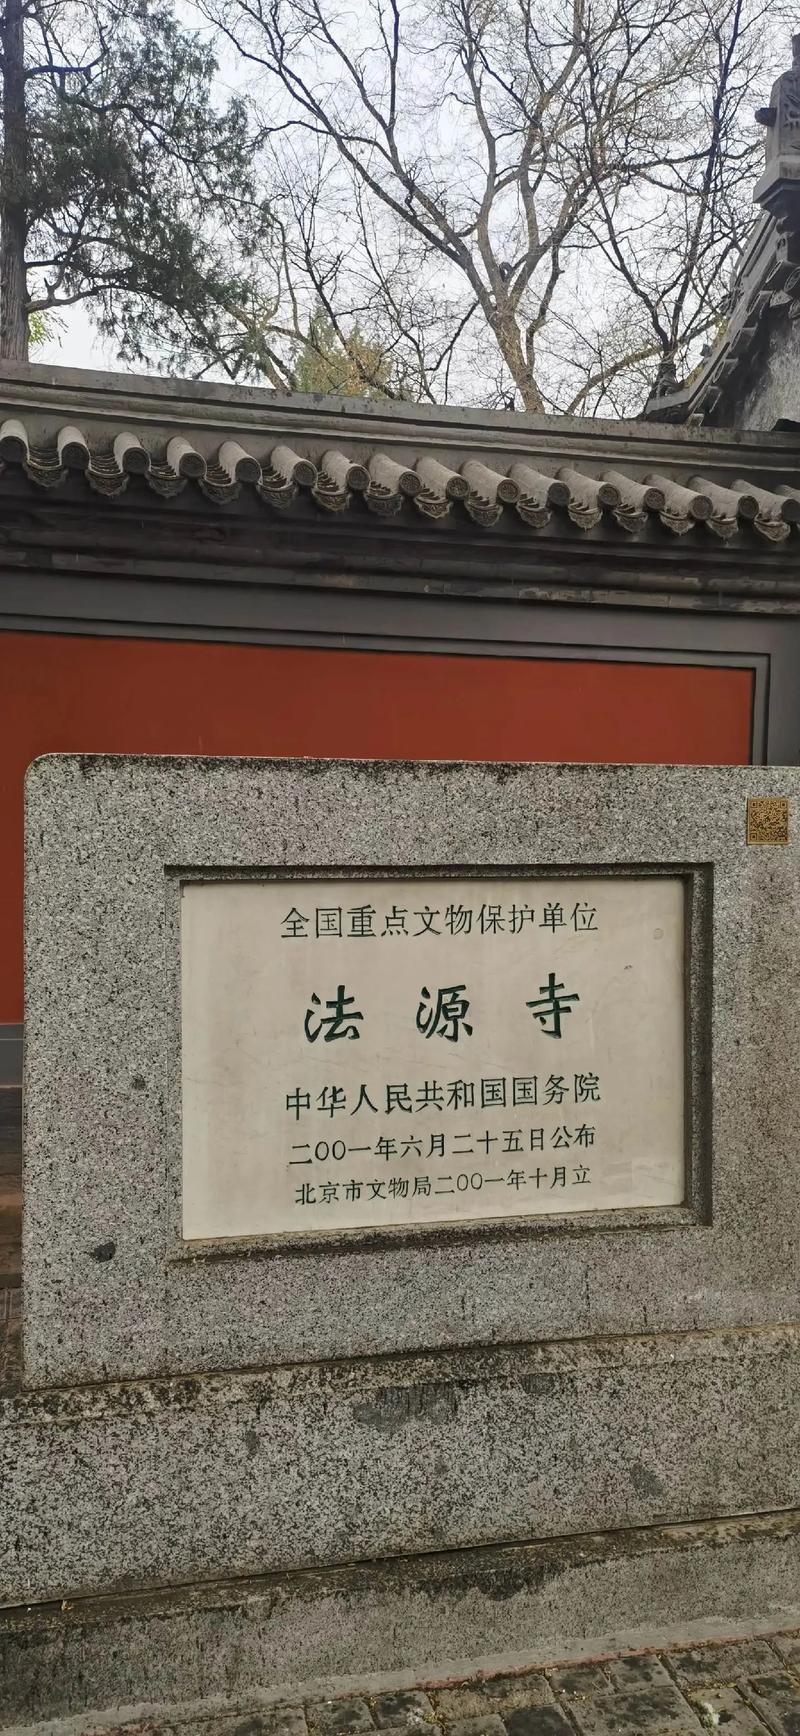 全国重点文物保护单位
法源寺
中华人民共和国国务院
二〇〇一年六月二十五日公布
北京市文物局二〇〇一年十月立